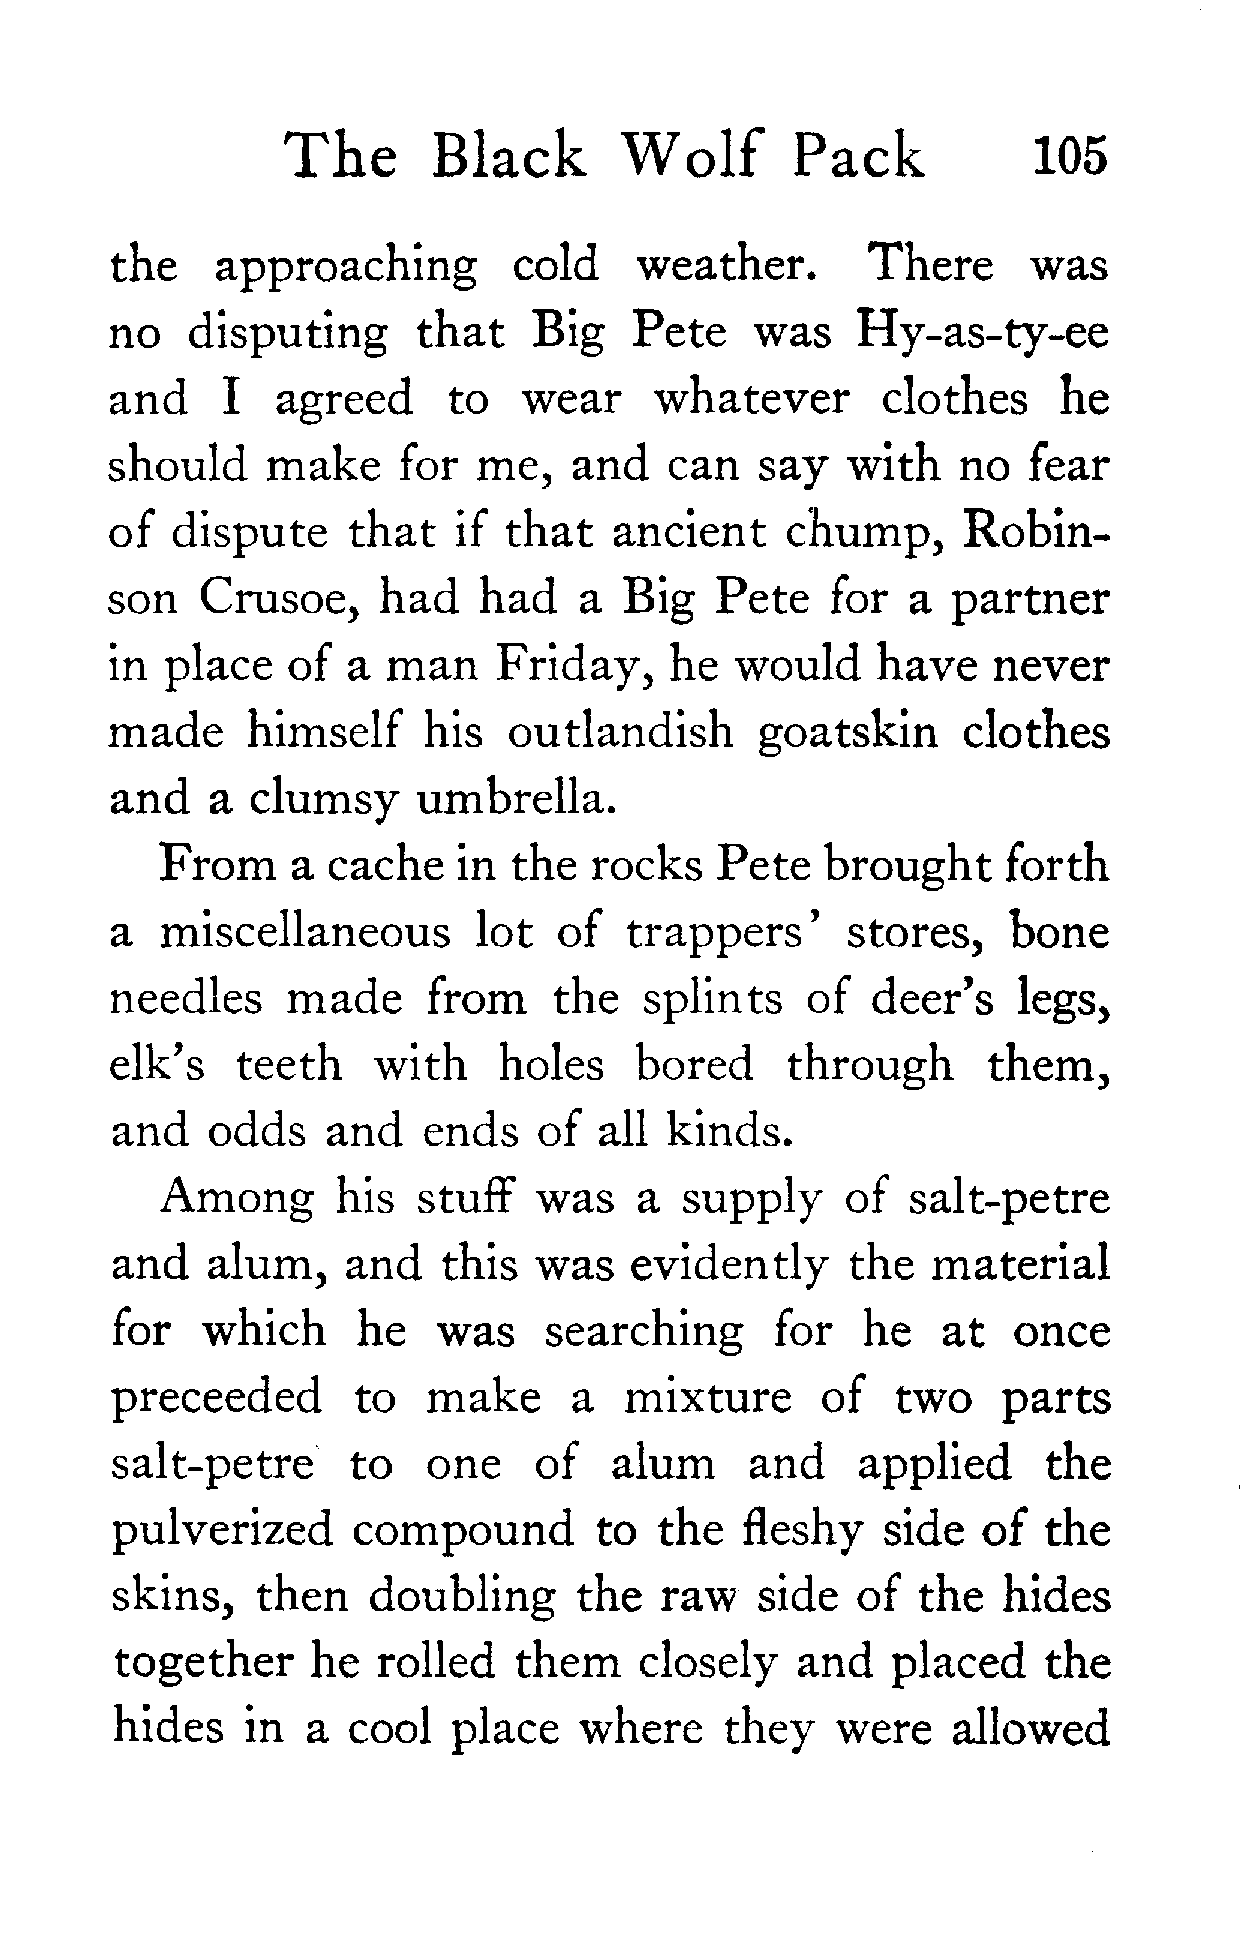 The Black Wolf Pack 105
the approaching cold weather. There was
no disputing that Big Pete was Hy-as-ty-ee
and I agreed to wear whatever clothes he
should make for me, and can say with no fear
of dispute that if that ancient chump, Robin-
son Crusoe, had had a Big Pete for a partner
in place of a man Friday, he would have never
made himself his outlandish goatskin clothes
and a clumsy umbrella.
From a cache in the rocks Pete brought forth
a miscellaneous lot of trappers' stores, bone
needles made from the splints of deer's legs,
elk's teeth with holes bored through them,
and odds and ends of all kinds.
Among his stuff was a supply of salt-petre
and alum, and this was evidently the material
for which he was searching for he at once
preceeded to make a mixture of two parts
salt-petre to one of alum and applied the
pulverized compound to the fleshy side of the
skins, then doubling the raw side of the hides
together he rolled them closely and placed the
hides in a cool place where they were allowed